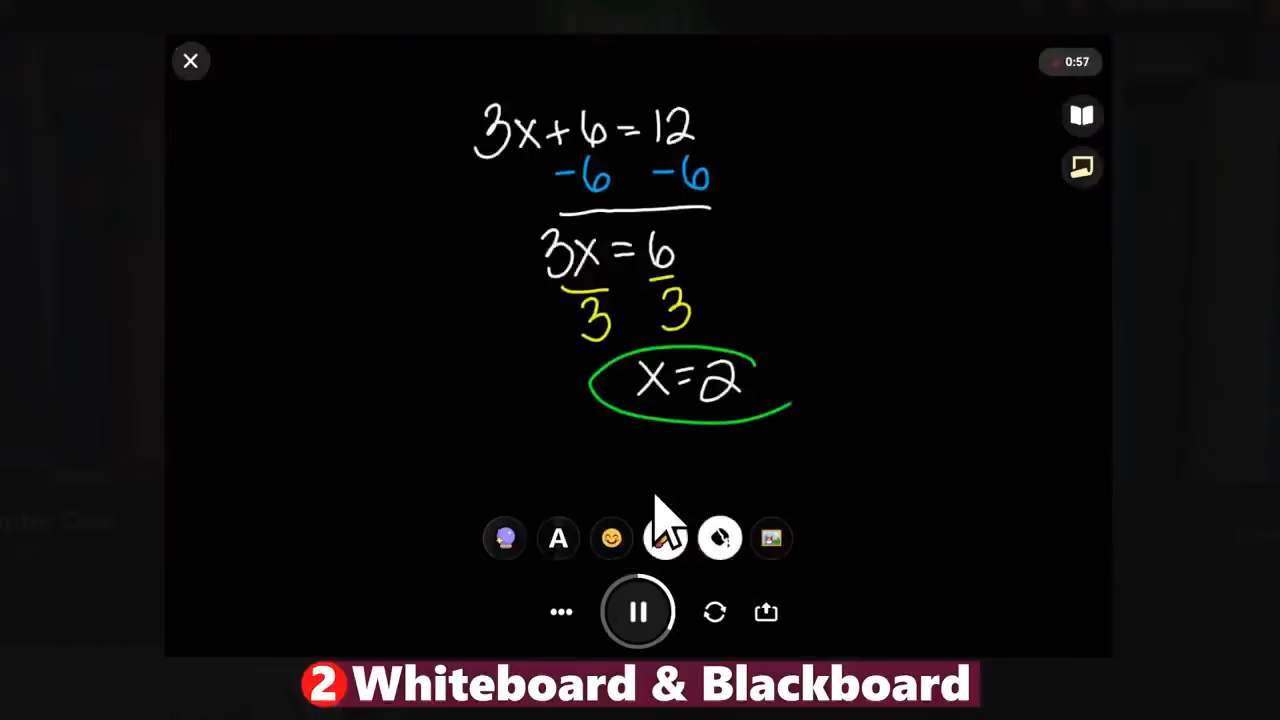 0:57
3x+6=12
-6 -6
3x=6
3 3
x=2
A
2 Whiteboard & Blackboard